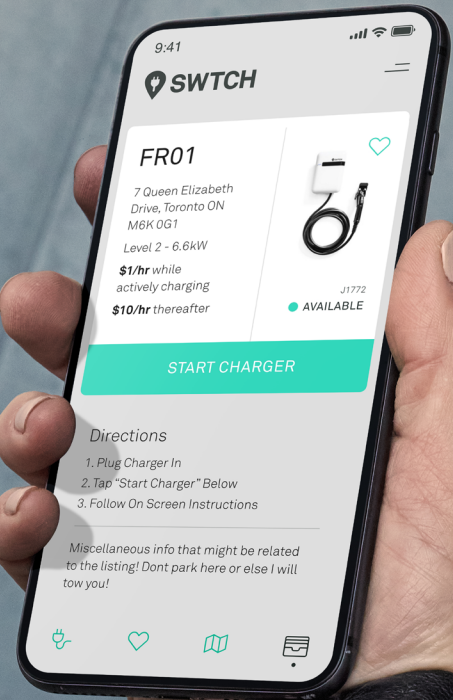 9:41
SWTCH
FR01
7 Queen Elizabeth
Drive, Toronto ON
M6K 0G1
Level 2 - 6.6kW
$1/hr while
actively charging
$10/hr thereafter
J1772
AVAILABLE
START CHARGER
Directions
1. Plug Charger In
2. Tap “Start Charger” Below
3. Follow On Screen Instructions
Miscellaneous info that might be related
to the listing! Dont park here or else I will
tow you!